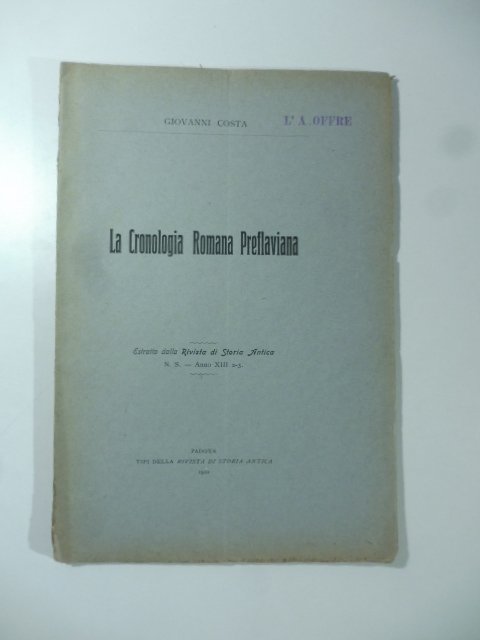 GIOVANNI COSTA
L' A. OFFRE
La Cronologia Romana Preflaviana
Estratto dalla Rivista di Storia Antica
N. S. — Anno XIII 2-3.
PADOVA
TIPI DELLA RIVISTA DI STORIA ANTICA